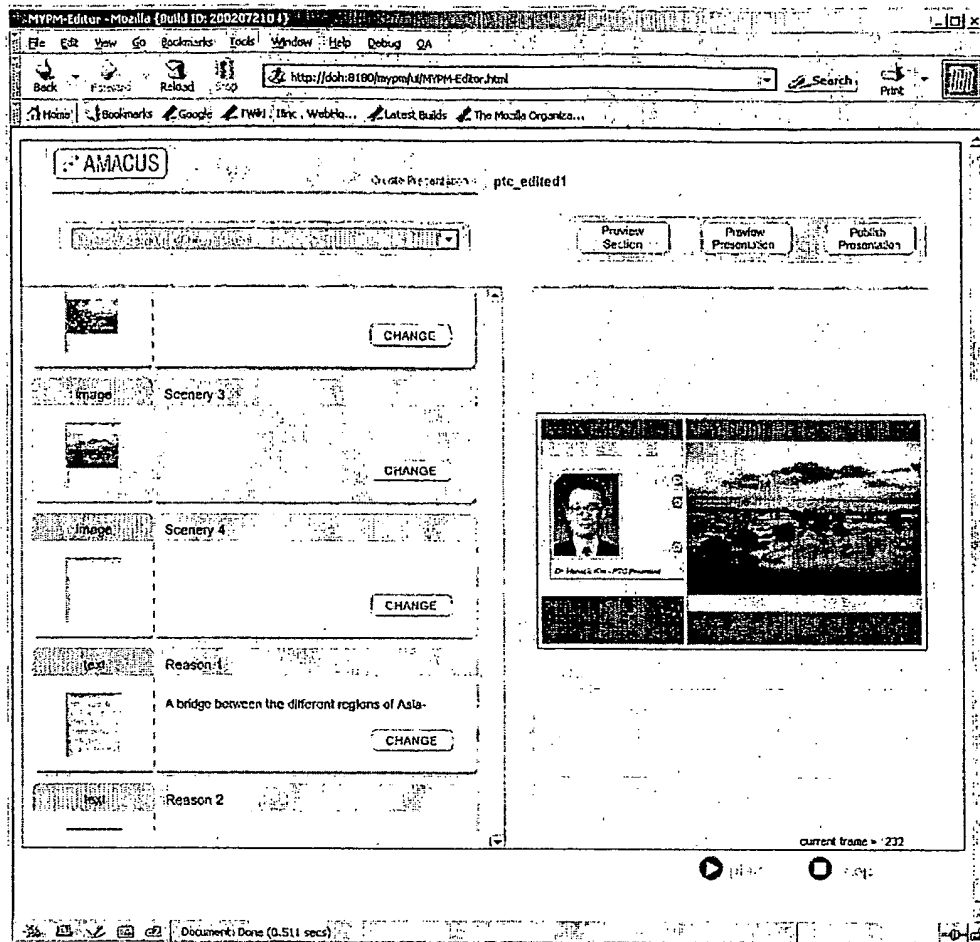 MYPM-Editor - Mozilla {Build ID: 2002072104}
File Edit View Go Bookmarks Tools Window Help Debug QA
Back Forward Reload Stop http://doh:8180/mypm/ui/MYPM-Editor.html Search Print
Home Bookmarks Google Latest Builds The Mozilla Organiza...
AMACUS
Create Presentation ptc_edited1
Preview Section
Preview Presentation
Publish Presentation
CHANGE
Image Scenery 3
CHANGE
Image Scenery 4
CHANGE
text Reason 1
A bridge between the different regions of Asia-
CHANGE
text Reason 2
current frame = 232
play stop
Document: Done (0.511 secs)